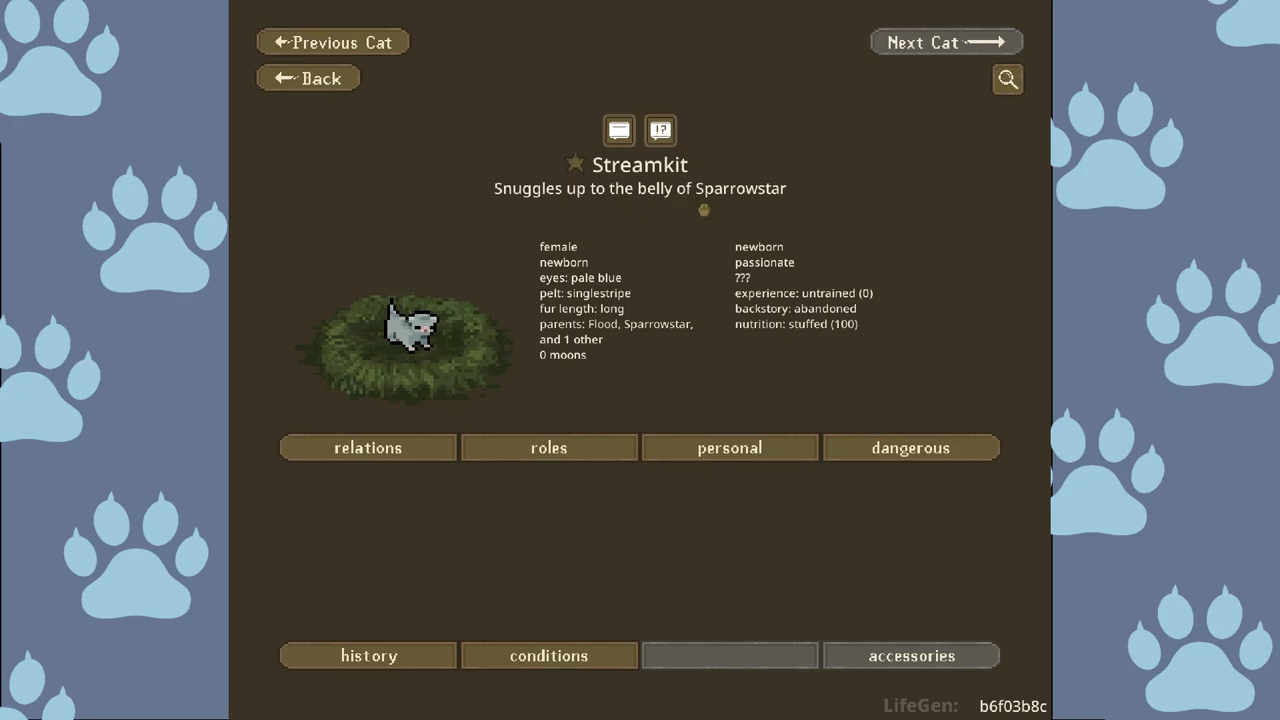 Previous Cat
Next Cat
Back
!?
Streamkit
Snuggles up to the belly of Sparrowstar
female
newborn
eyes: pale blue
pelt: singlestripe
fur length: long
parents: Flood, Sparrowstar,
and 1 other
0 moons
newborn
passionate
???
experience: untrained (0)
backstory: abandoned
nutrition: stuffed (100)
relations
roles
personal
dangerous
history
conditions
accessories
LifeGen: b6f03b8c